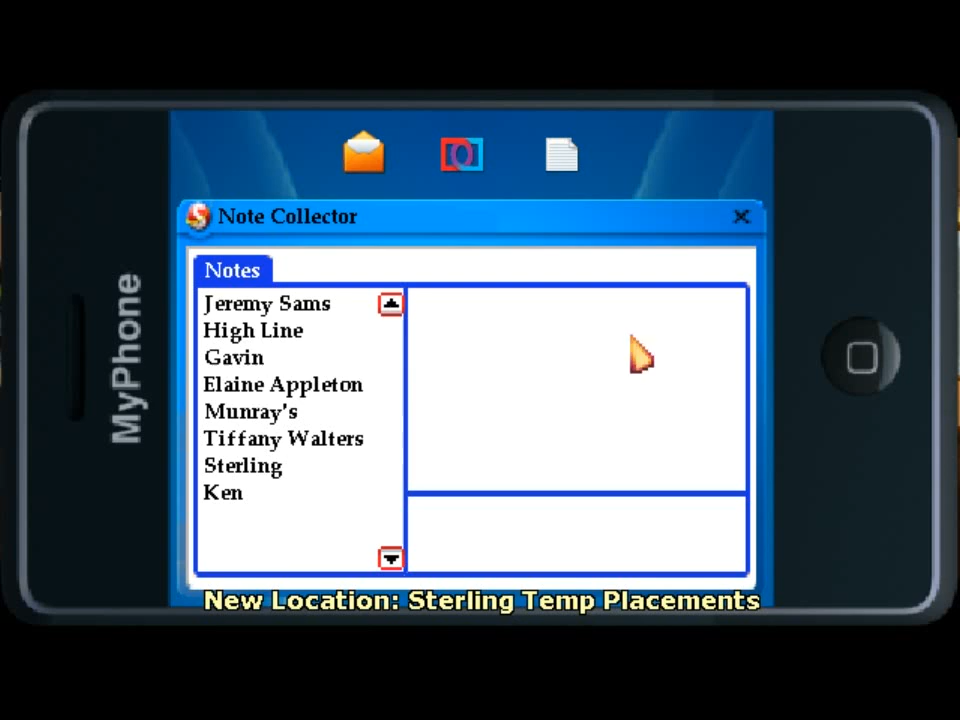 MyPhone
Note Collector
Notes
Jeremy Sams
High Line
Gavin
Elaine Appleton
Munray's
Tiffany Walters
Sterling
Ken
New Location: Sterling Temp Placements